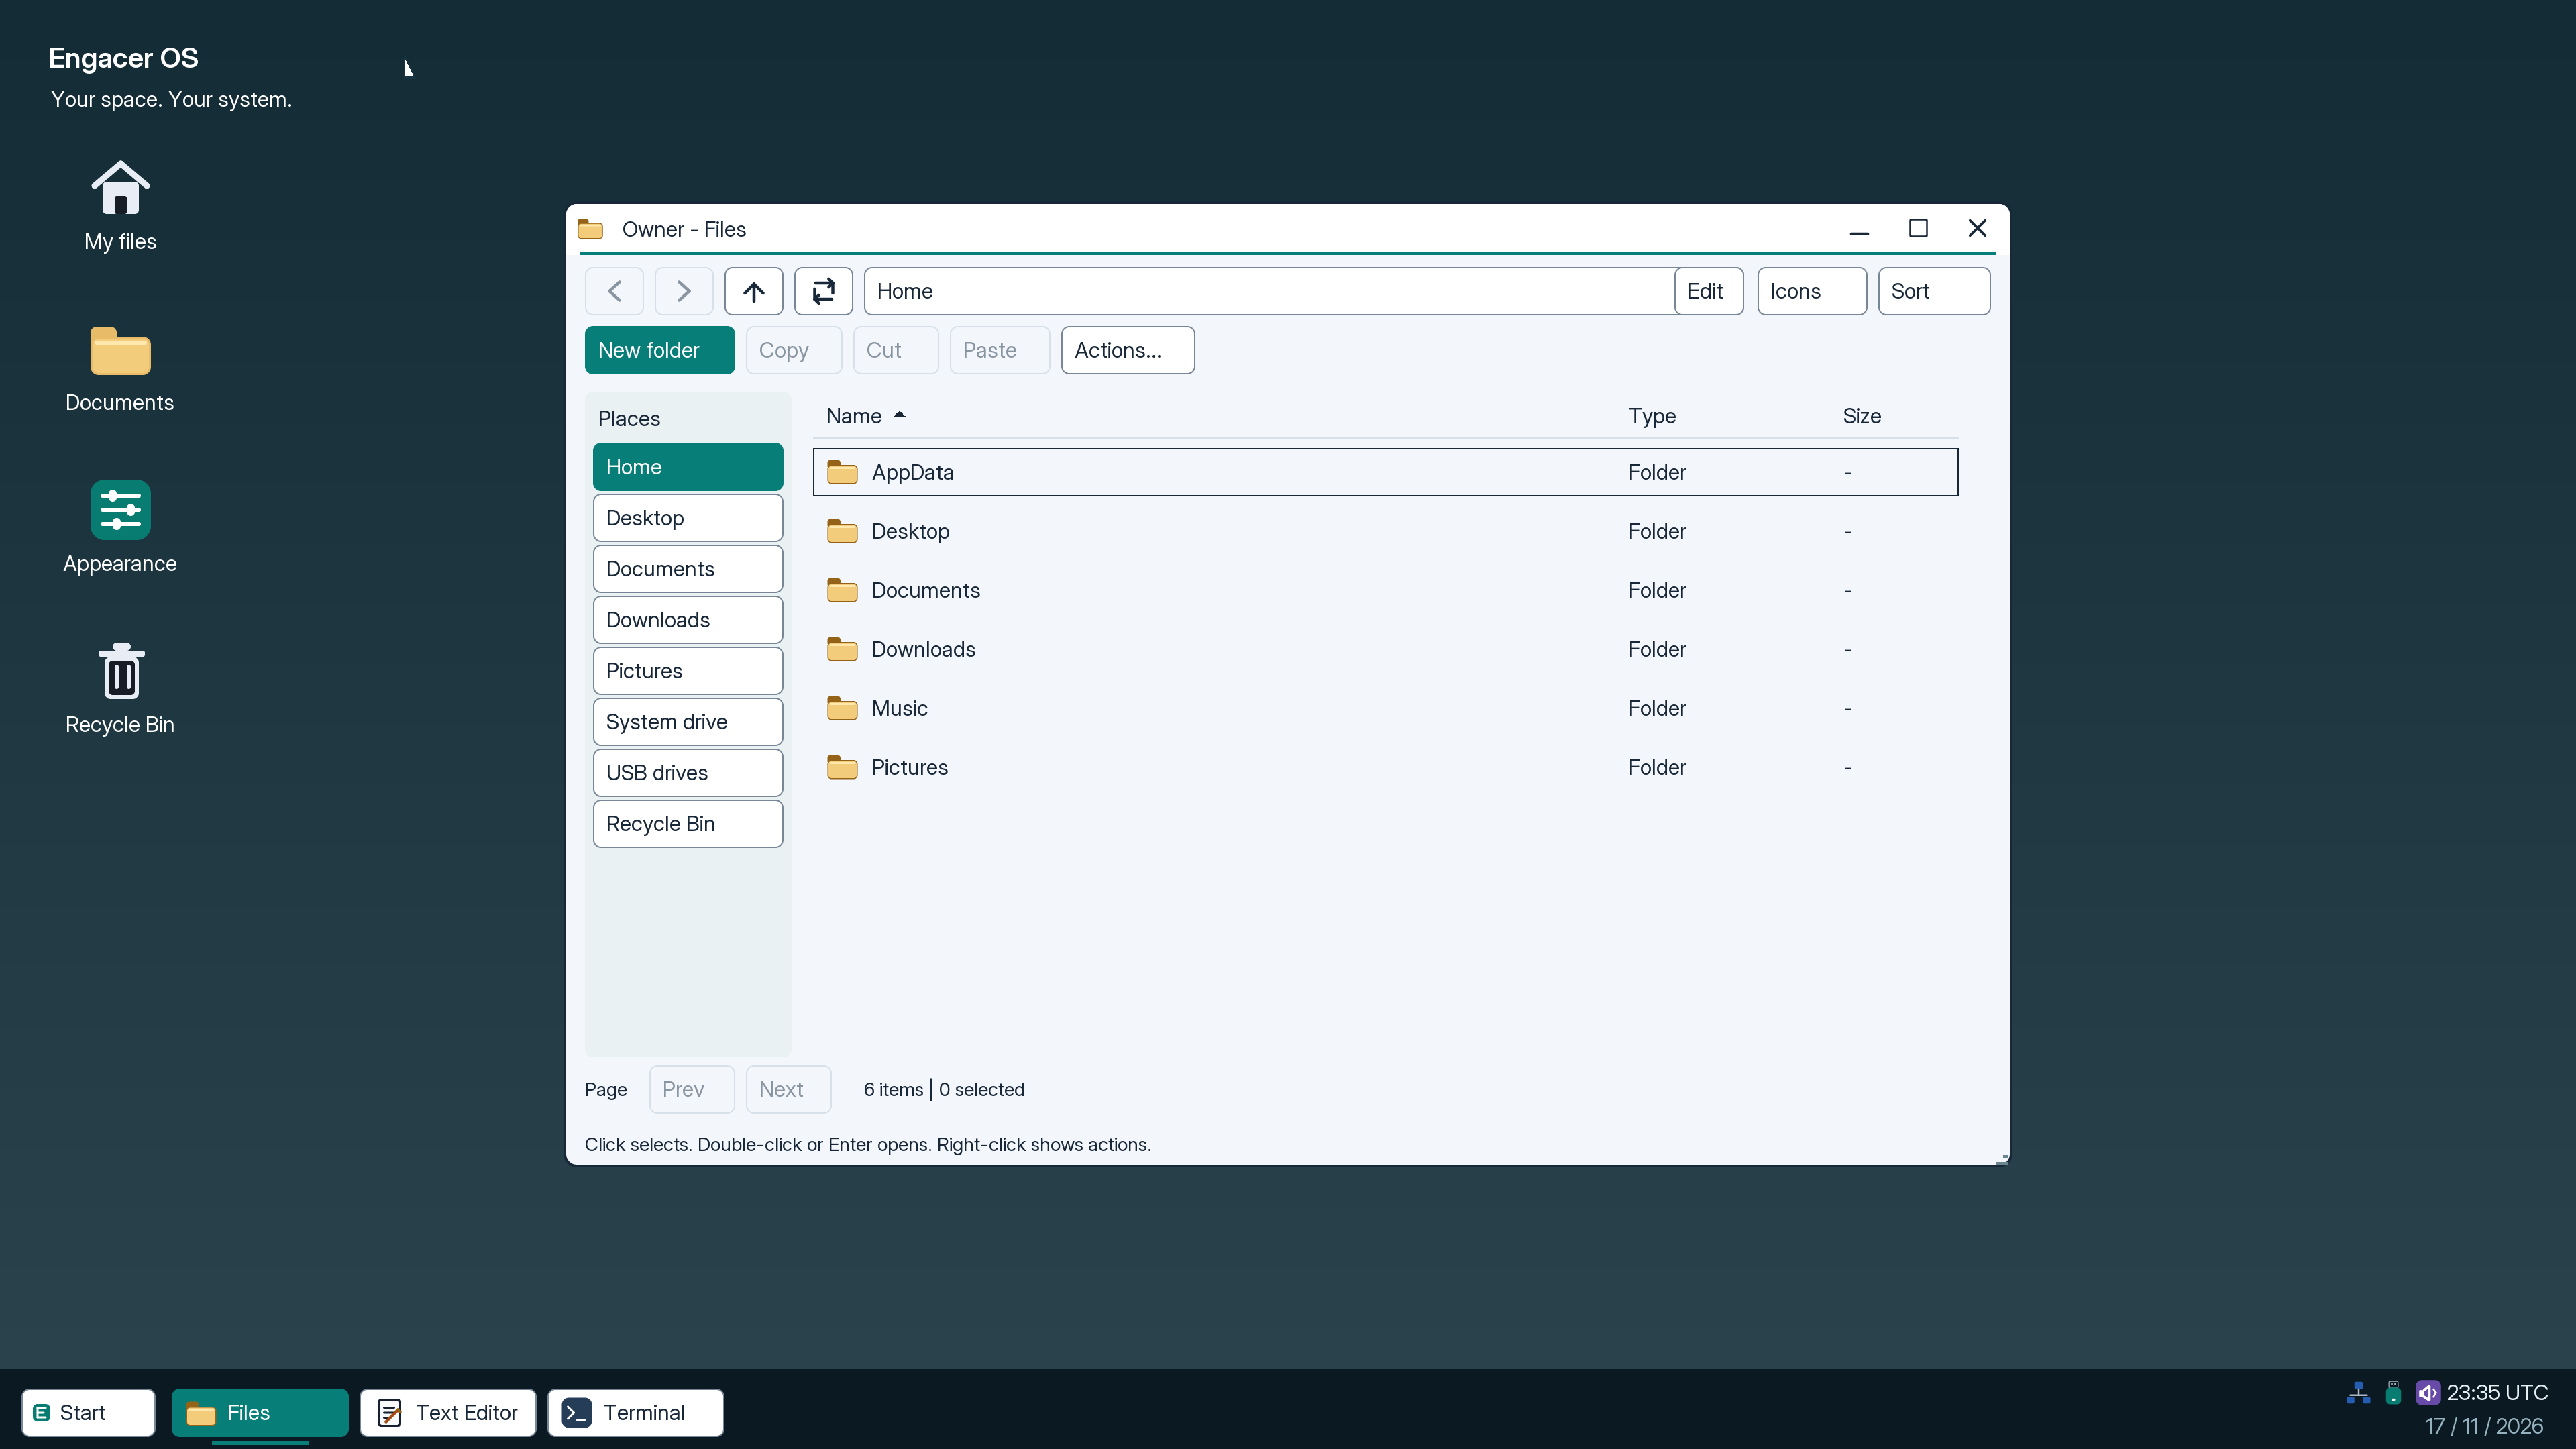 Engacer OS
Your space. Your system.
My files
Documents
Appearance
Recycle Bin
Owner - Files
Home Edit Icons Sort
New folder Copy Cut Paste Actions...
Places
Home
Desktop
Documents
Downloads
Pictures
System drive
USB drives
Recycle Bin
Name Type Size
AppData Folder -
Desktop Folder -
Documents Folder -
Downloads Folder -
Music Folder -
Pictures Folder -
Page Prev Next 6 items | 0 selected
Click selects. Double-click or Enter opens. Right-click shows actions.
E Start Files Text Editor Terminal
23:35 UTC
17 / 11 / 2026